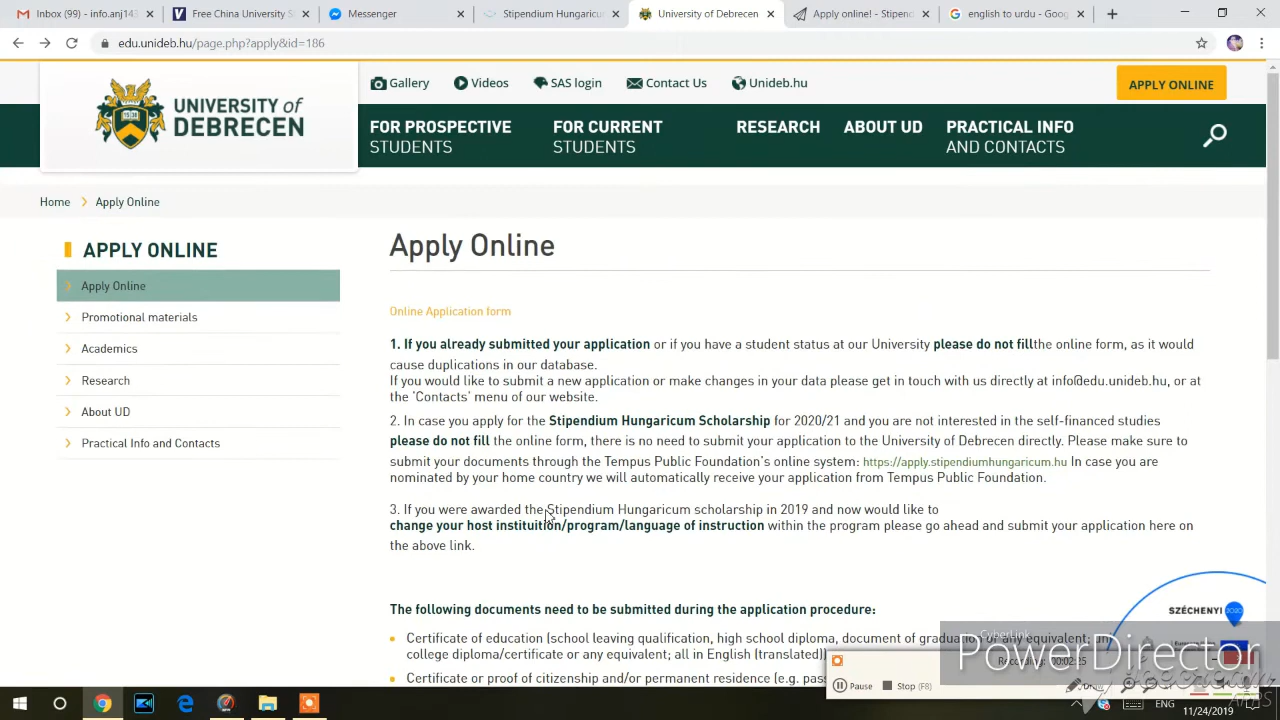 Inbox (99) - info.anj143
Free China University S
Messenger
Stipendium Hungaricu
University of Debrecen
Apply online! - Stipend
english to urdu - Goog
edu.unideb.hu/page.php?apply&id=186
UNIVERSITY of
DEBRECEN
Gallery
Videos
SAS login
Contact Us
Unideb.hu
APPLY ONLINE
FOR PROSPECTIVE
STUDENTS
FOR CURRENT
STUDENTS
RESEARCH
ABOUT UD
PRACTICAL INFO
AND CONTACTS
Home
Apply Online
APPLY ONLINE
Apply Online
Promotional materials
Academics
Research
About UD
Practical Info and Contacts
Apply Online
Online Application form
1. If you already submitted your application or if you have a student status at our University please do not fillthe online form, as it would
cause duplications in our database.
If you would like to submit a new application or make changes in your data please get in touch with us directly at info@edu.unideb.hu, or at
the 'Contacts' menu of our website.
2. In case you apply for the Stipendium Hungaricum Scholarship for 2020/21 and you are not interested in the self-financed studies
please do not fill the online form, there is no need to submit your application to the University of Debrecen directly. Please make sure to
submit your documents through the Tempus Public Foundation's online system: https://apply.stipendiumhungaricum.hu In case you are
nominated by your home country we will automatically receive your application from Tempus Public Foundation.
3. If you were awarded the Stipendium Hungaricum scholarship in 2019 and now would like to
change your host instituition/program/language of instruction within the program please go ahead and submit your application here on
the above link.
The following documents need to be submitted during the application procedure:
Certificate of education (school leaving qualification, high school diploma, document of graduation or any equivalent;
college diploma/certificate or any equivalent; all in English (translated))
Certificate or proof of citizenship and/or permanent residence (e.g. pass
SZÉCHENYI 2020
CyberLink
PowerDirector
Recording: 00:02:25
Pause
Stop (F8)
Draw
ENG
11/24/2019